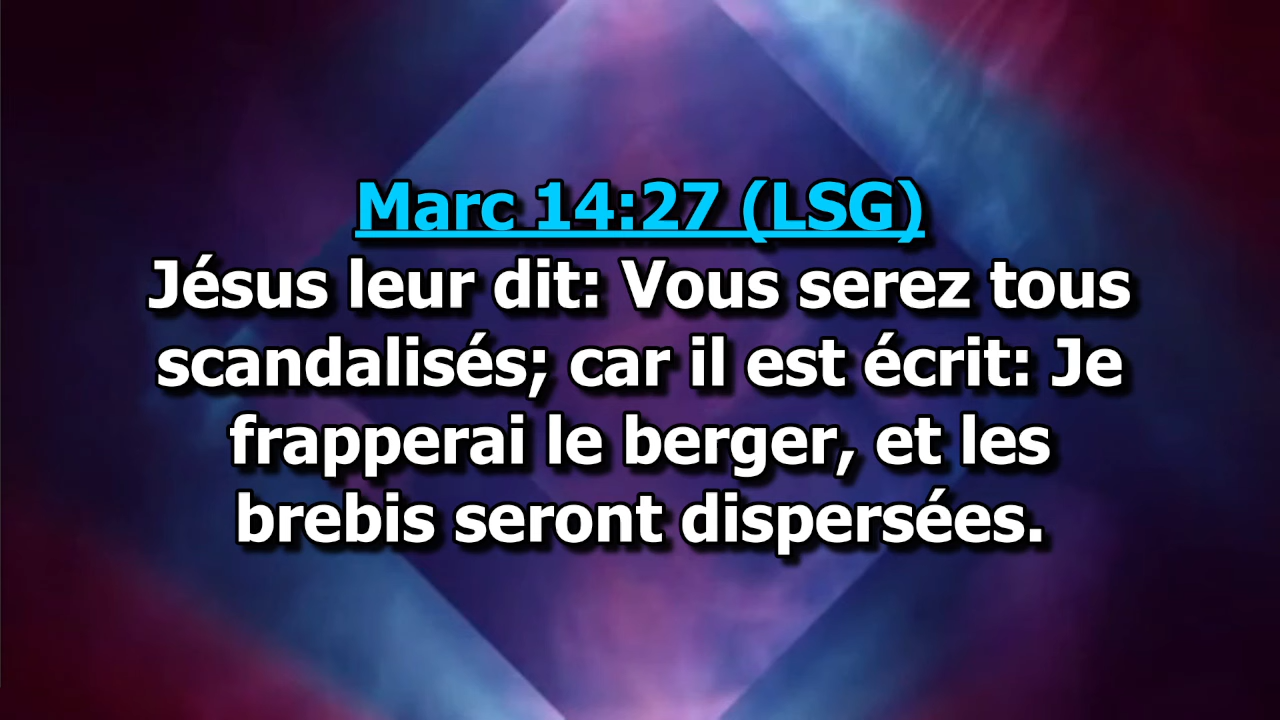 Marc 14:27 (LSG)
Jésus leur dit: Vous serez tous
scandalisés; car il est écrit: Je
frapperai le berger, et les
brebis seront dispersées.